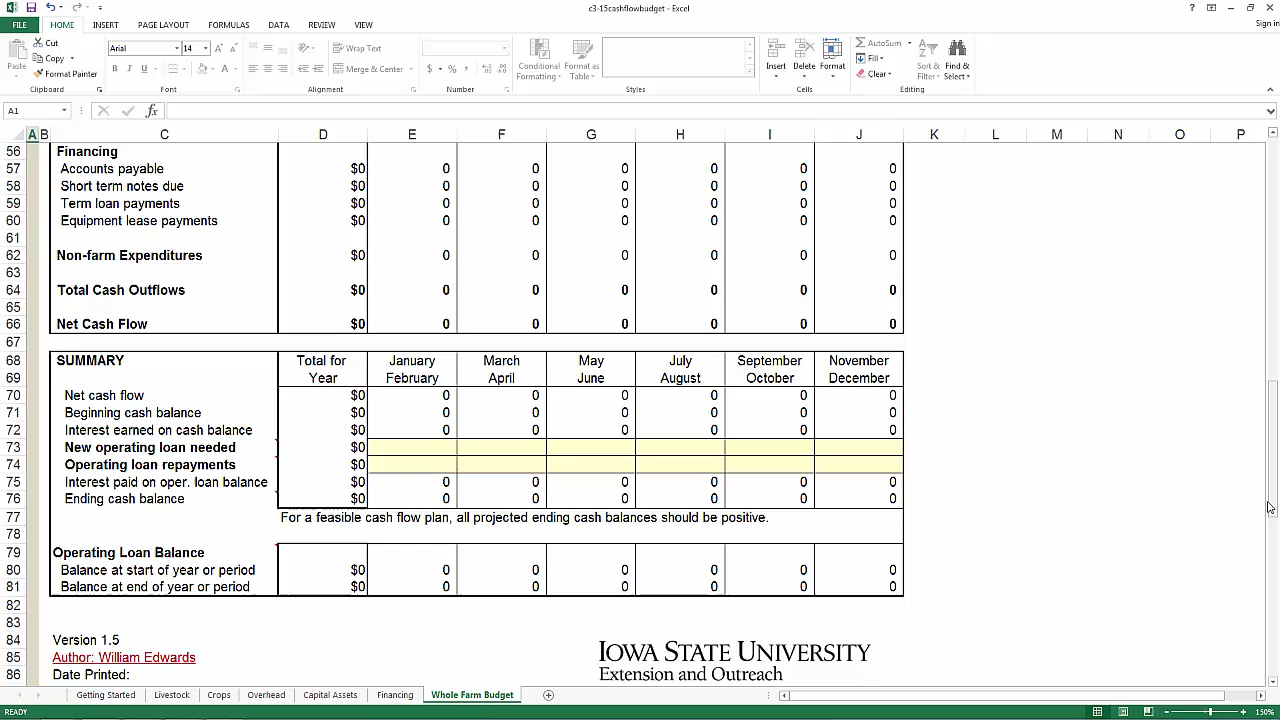 c3-15cashflowbudget - Excel
Sign in
FILE HOME INSERT PAGE LAYOUT FORMULAS DATA REVIEW VIEW
Cut
Copy
Format Painter
Paste
Clipboard
Arial 14
B U
Font
Wrap Text
Merge & Center
Alignment
$ % ,
Number
Conditional Formatting
Format as Table
Styles
Insert Delete Format
Cells
AutoSum
Fill
Clear
Sort & Filter
Find & Select
Editing
A1 fx
A B C D E F G H I J K L M N O P
56 Financing
57 Accounts payable $0 0 0 0 0 0 0
58 Short term notes due $0 0 0 0 0 0 0
59 Term loan payments $0 0 0 0 0 0 0
60 Equipment lease payments $0 0 0 0 0 0 0
61
62 Non-farm Expenditures $0 0 0 0 0 0 0
63
64 Total Cash Outflows $0 0 0 0 0 0 0
65
66 Net Cash Flow $0 0 0 0 0 0 0
67
68 SUMMARY Total for January March May July September November
69 Year February April June August October December
70 Net cash flow $0 0 0 0 0 0 0
71 Beginning cash balance $0 0 0 0 0 0 0
72 Interest earned on cash balance $0 0 0 0 0 0 0
73 New operating loan needed $0
74 Operating loan repayments $0
75 Interest paid on oper. loan balance $0 0 0 0 0 0 0
76 Ending cash balance $0 0 0 0 0 0 0
77 For a feasible cash flow plan, all projected ending cash balances should be positive.
78
79 Operating Loan Balance
80 Balance at start of year or period $0 0 0 0 0 0 0
81 Balance at end of year or period $0 0 0 0 0 0 0
82
83
84 Version 1.5 IOWA STATE UNIVERSITY
85 Author: William Edwards
86 Date Printed: Extension and Outreach
Getting Started Livestock Crops Overhead Capital Assets Financing Whole Farm Budget
READY 150%